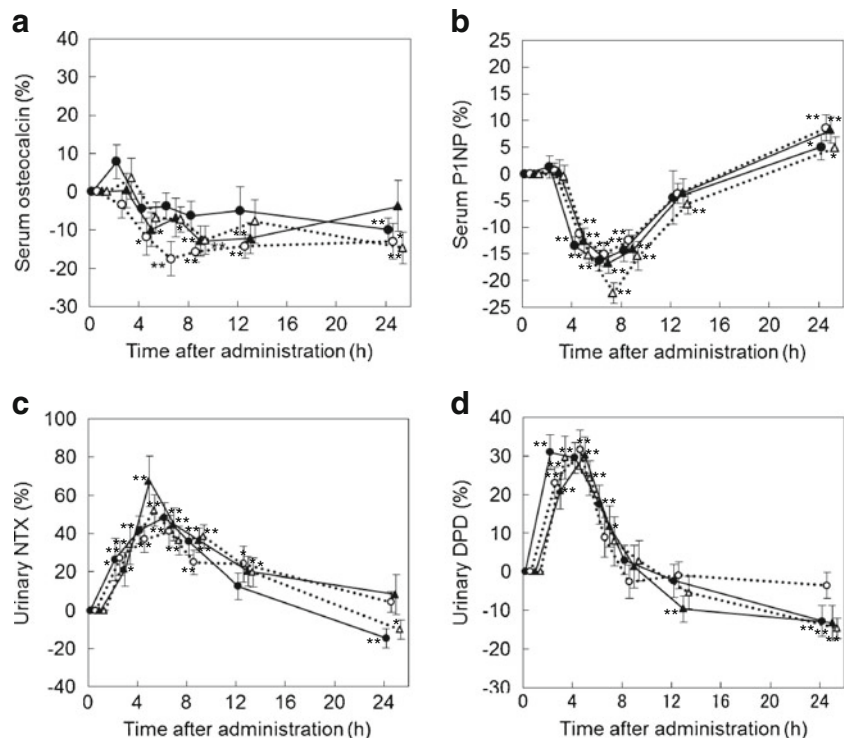 a
Serum osteocalcin (%)
40
30
20
10
0
-10
-20
-30
0 4 8 12 16 20 24
Time after administration (h)
b
Serum P1NP (%)
25
20
15
10
5
0
-5
-10
-15
-20
-25
0 4 8 12 16 20 24
Time after administration (h)
c
Urinary NTX (%)
100
80
60
40
20
0
-20
-40
0 4 8 12 16 20 24
Time after administration (h)
d
Urinary DPD (%)
40
30
20
10
0
-10
-20
-30
0 4 8 12 16 20 24
Time after administration (h)